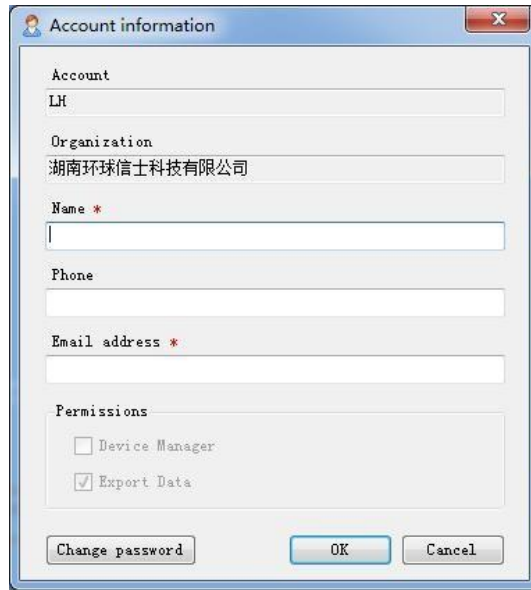 Account information
Account
LH
Organization
湖南环球信士科技有限公司
Name *
Phone
Email address *
Permissions
Device Manager
Export Data
Change password
OK
Cancel